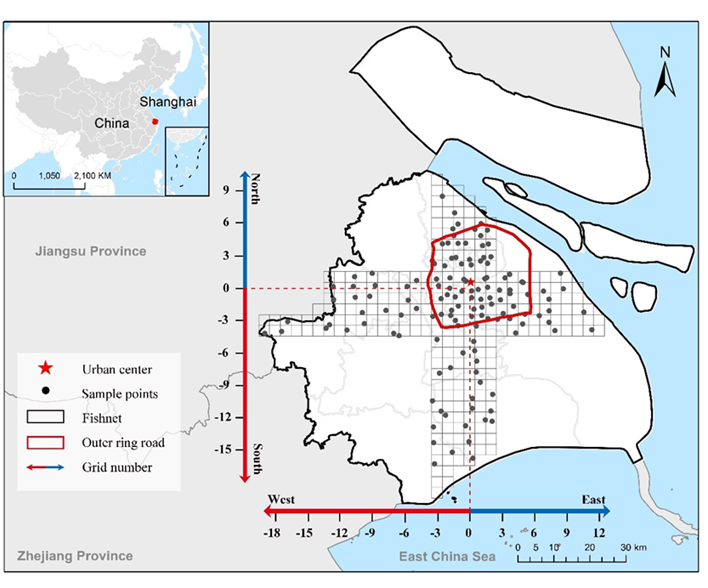 Shanghai
China
0 1,050 2,100 KM
N
North
9
6
3
0
-3
-6
-9
-12
-15
South
Jiangsu Province
Urban center
Sample points
Fishnet
Outer ring road
Grid number
West East
-18 -15 -12 -9 -6 -3 0 3 6 9 12
Zhejiang Province
East China Sea
0 5 10 20 30 km